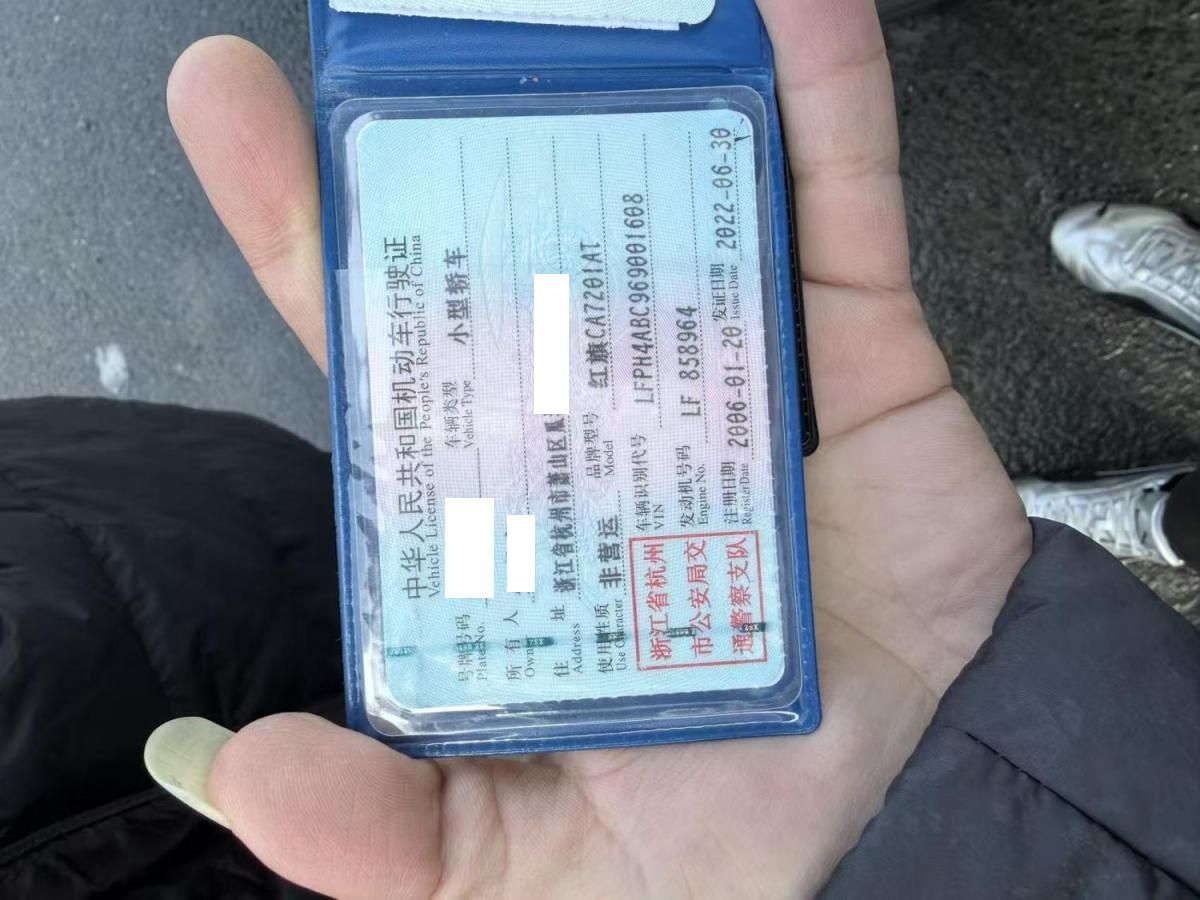 中华人民共和国机动车行驶证
Vehicle License of the People's Republic of China
号牌号码 车辆类型 小型轿车
Plate No. Vehicle Type
所有人
Owner
住址 浙江省杭州市萧山区
Address
使用性质 非营运 品牌型号 红旗CA7201AT
Use Character Model
浙江省杭州市公安局交通警察支队
车辆识别代号 LFPH4ABC969001608
VIN
发动机号码 LF 858964
Engine No.
注册日期 2006-01-20 发证日期 2022-06-30
Register Date Issue Date